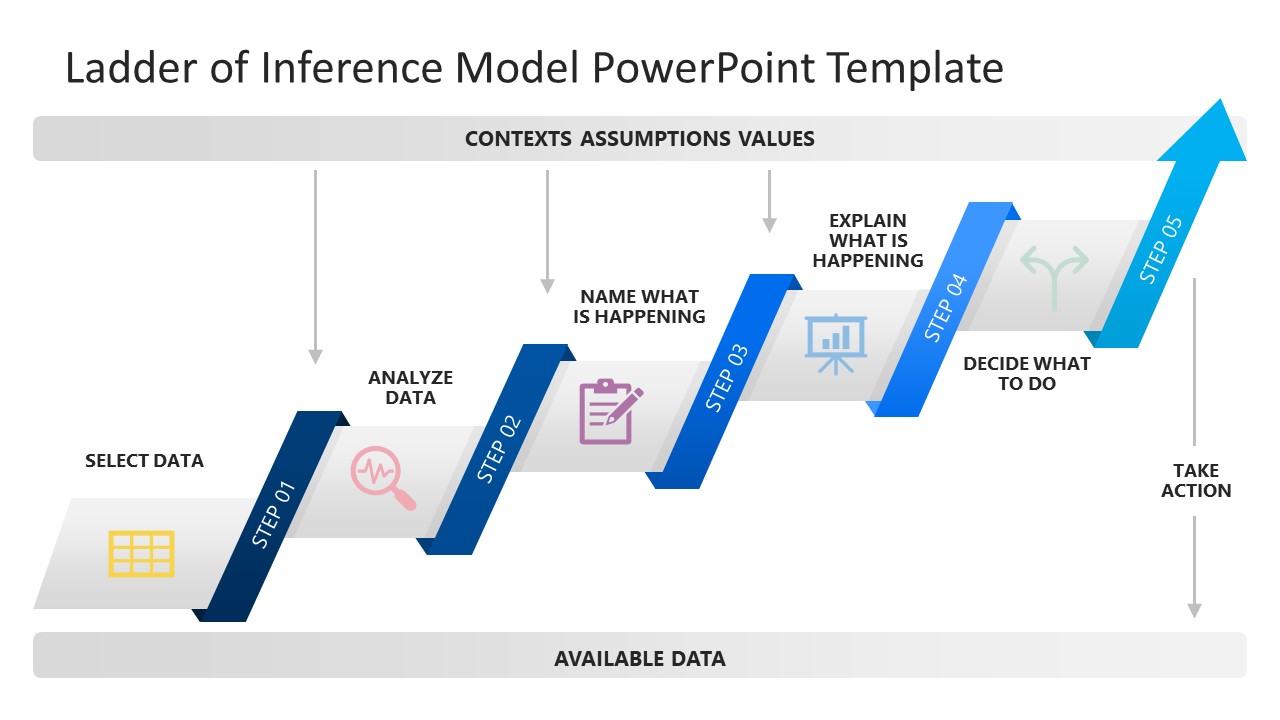 Ladder of Inference Model PowerPoint Template
CONTEXTS ASSUMPTIONS VALUES
SELECT DATA
STEP 01
ANALYZE
DATA
STEP 02
NAME WHAT
IS HAPPENING
STEP 03
EXPLAIN
WHAT IS
HAPPENING
STEP 04
DECIDE WHAT
TO DO
STEP 05
TAKE
ACTION
AVAILABLE DATA